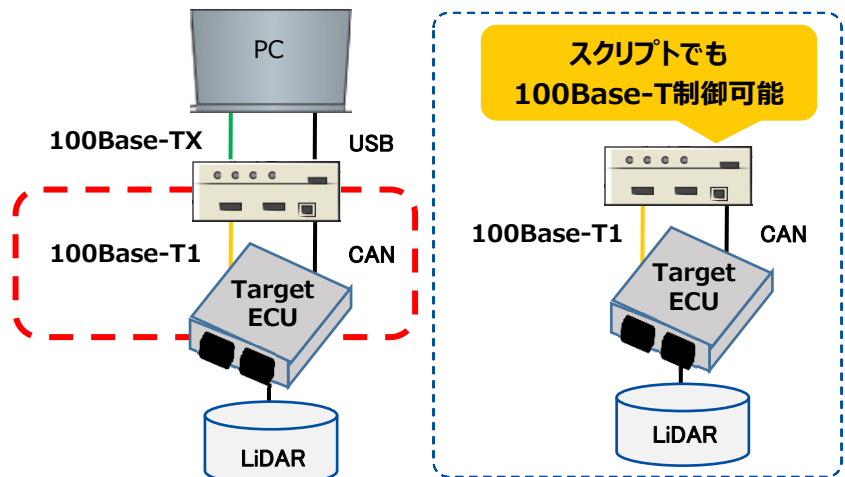 PC
100Base-TX
USB
100Base-T1
CAN
Target
ECU
LiDAR
スクリプトでも
100Base-T制御可能
100Base-T1
CAN
Target
ECU
LiDAR